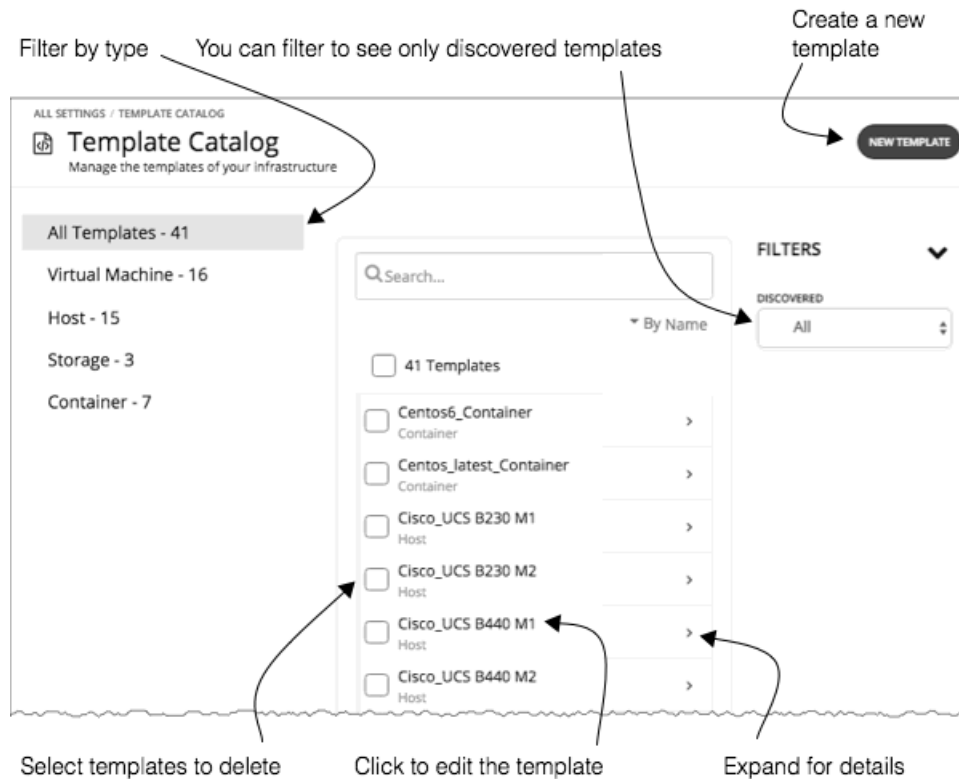 Create a new
template
Filter by type
You can filter to see only discovered templates
ALL SETTINGS / TEMPLATE CATALOG
Template Catalog
Manage the templates of your infrastructure
NEW TEMPLATE
All Templates - 41
Virtual Machine - 16
Host - 15
Storage - 3
Container - 7
Search...
By Name
41 Templates
Centos6_Container
Container
Centos_latest_Container
Container
Cisco_UCS B230 M1
Host
Cisco_UCS B230 M2
Host
Cisco_UCS B440 M1
Host
Cisco_UCS B440 M2
Host
FILTERS
DISCOVERED
All
Select templates to delete
Click to edit the template
Expand for details